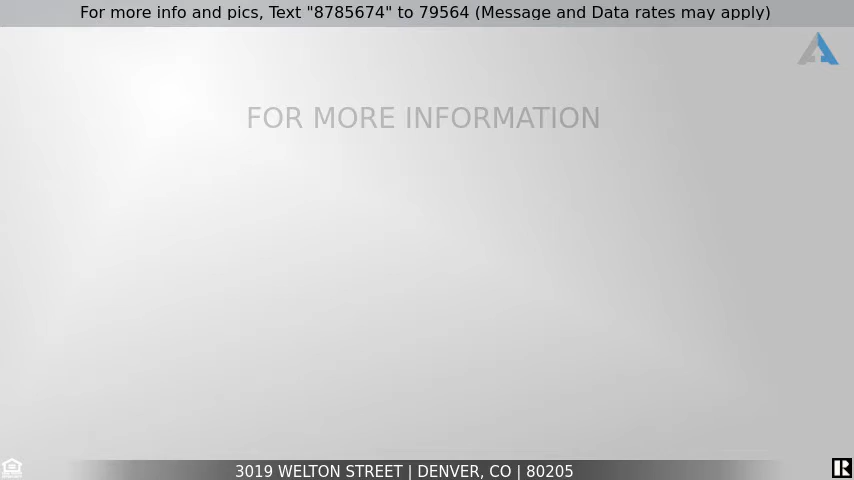 For more info and pics, Text "8785674" to 79564 (Message and Data rates may apply)
FOR MORE INFORMATION
3019 WELTON STREET | DENVER, CO | 80205